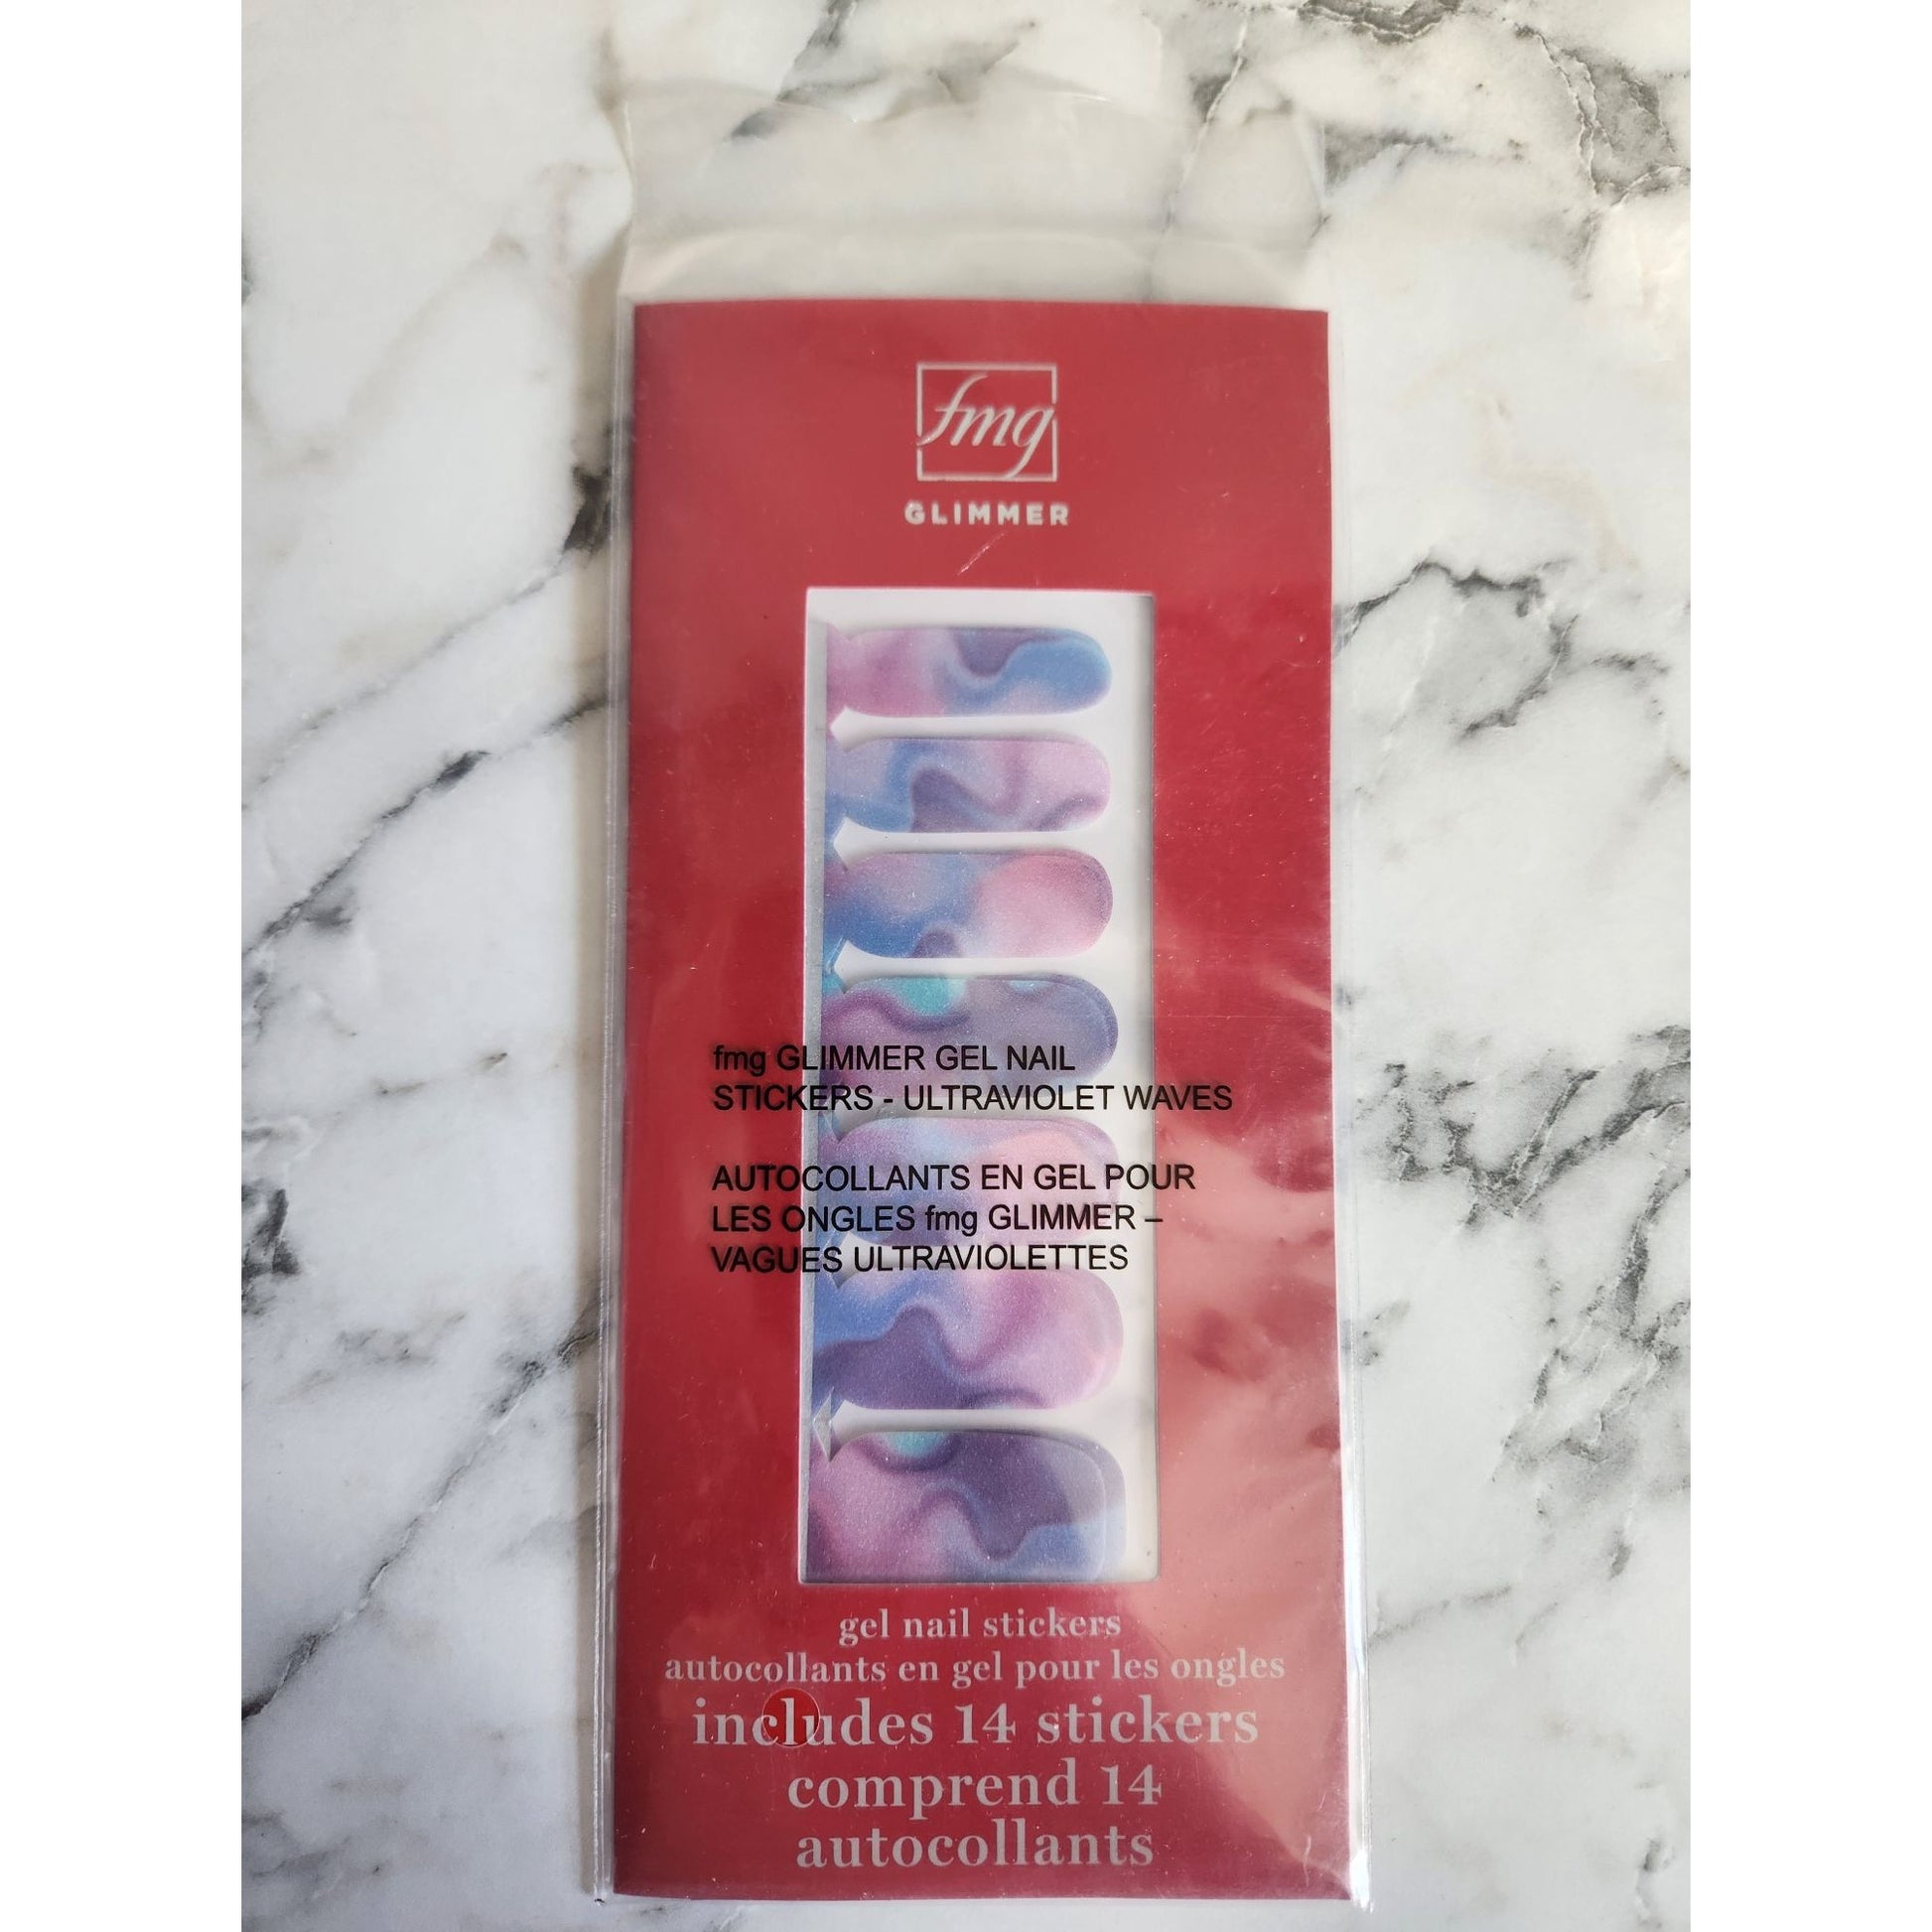 fmg
GLIMMER
fmg GLIMMER GEL NAIL
STICKERS - ULTRAVIOLET WAVES
AUTOCOLLANTS EN GEL POUR
LES ONGLES fmg GLIMMER –
VAGUES ULTRAVIOLETTES
gel nail stickers
autocollants en gel pour les ongles
includes 14 stickers
comprend 14
autocollants